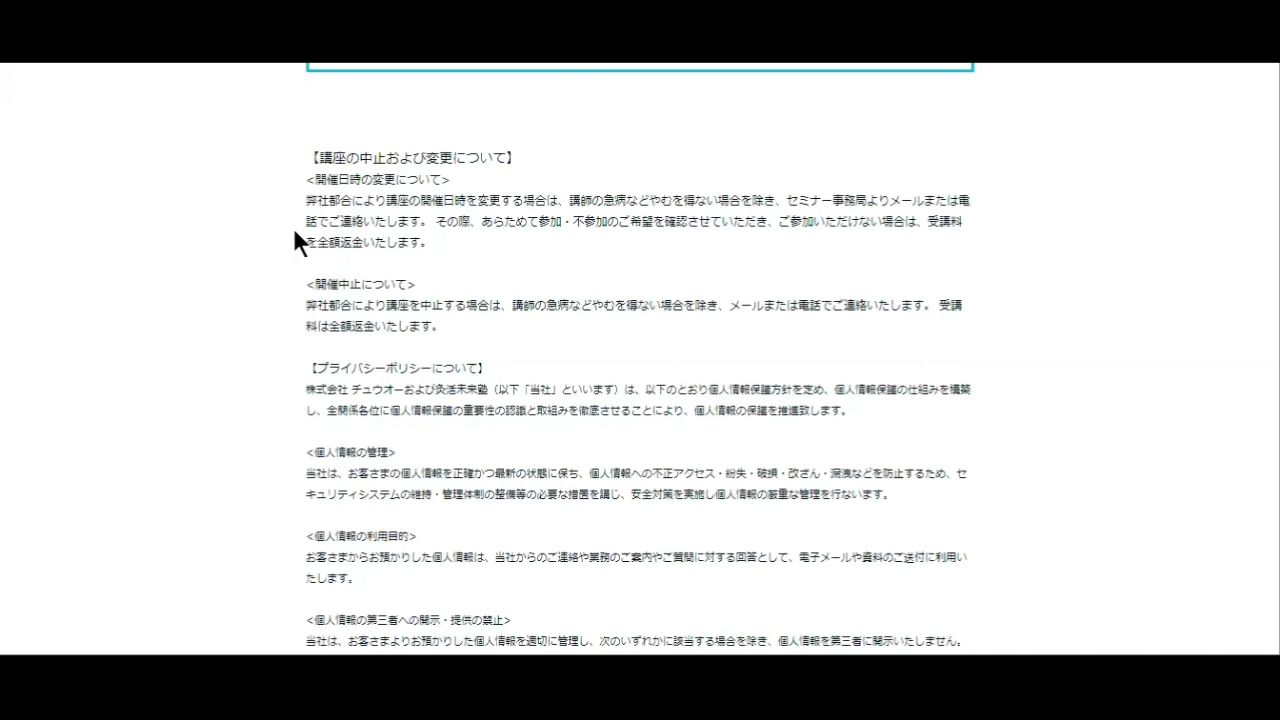 【講座の中止および変更について】
<開催日時の変更について>
弊社都合により講座の開催日時を変更する場合は、講師の急病などやむを得ない場合を除き、セミナー事務局よりメールまたは電
話でご連絡いたします。 その際、あらためて参加・不参加のご希望を確認させていただき、ご参加いただけない場合は、受講料
を全額返金いたします。
<開催中止について>
弊社都合により講座を中止する場合は、講師の急病などやむを得ない場合を除き、メールまたは電話でご連絡いたします。 受講
料は全額返金いたします。
【プライバシーポリシーについて】
株式会社 チュウオーおよび灸活未来塾（以下「当社」といいます）は、以下のとおり個人情報保護方針を定め、個人情報保護の仕組みを構築
し、全関係各位に個人情報保護の重要性の認識と取組みを徹底させることにより、個人情報の保護を推進致します。
<個人情報の管理>
当社は、お客さまの個人情報を正確かつ最新の状態に保ち、個人情報への不正アクセス・紛失・破損・改ざん・漏洩などを防止するため、セ
キュリティシステムの維持・管理体制の整備等の必要な措置を講じ、安全対策を実施し個人情報の厳重な管理を行ないます。
<個人情報の利用目的>
お客さまからお預かりした個人情報は、当社からのご連絡や業務のご案内やご質問に対する回答として、電子メールや資料のご送付に利用い
たします。
<個人情報の第三者への開示・提供の禁止>
当社は、お客さまよりお預かりした個人情報を適切に管理し、次のいずれかに該当する場合を除き、個人情報を第三者に開示いたしません。